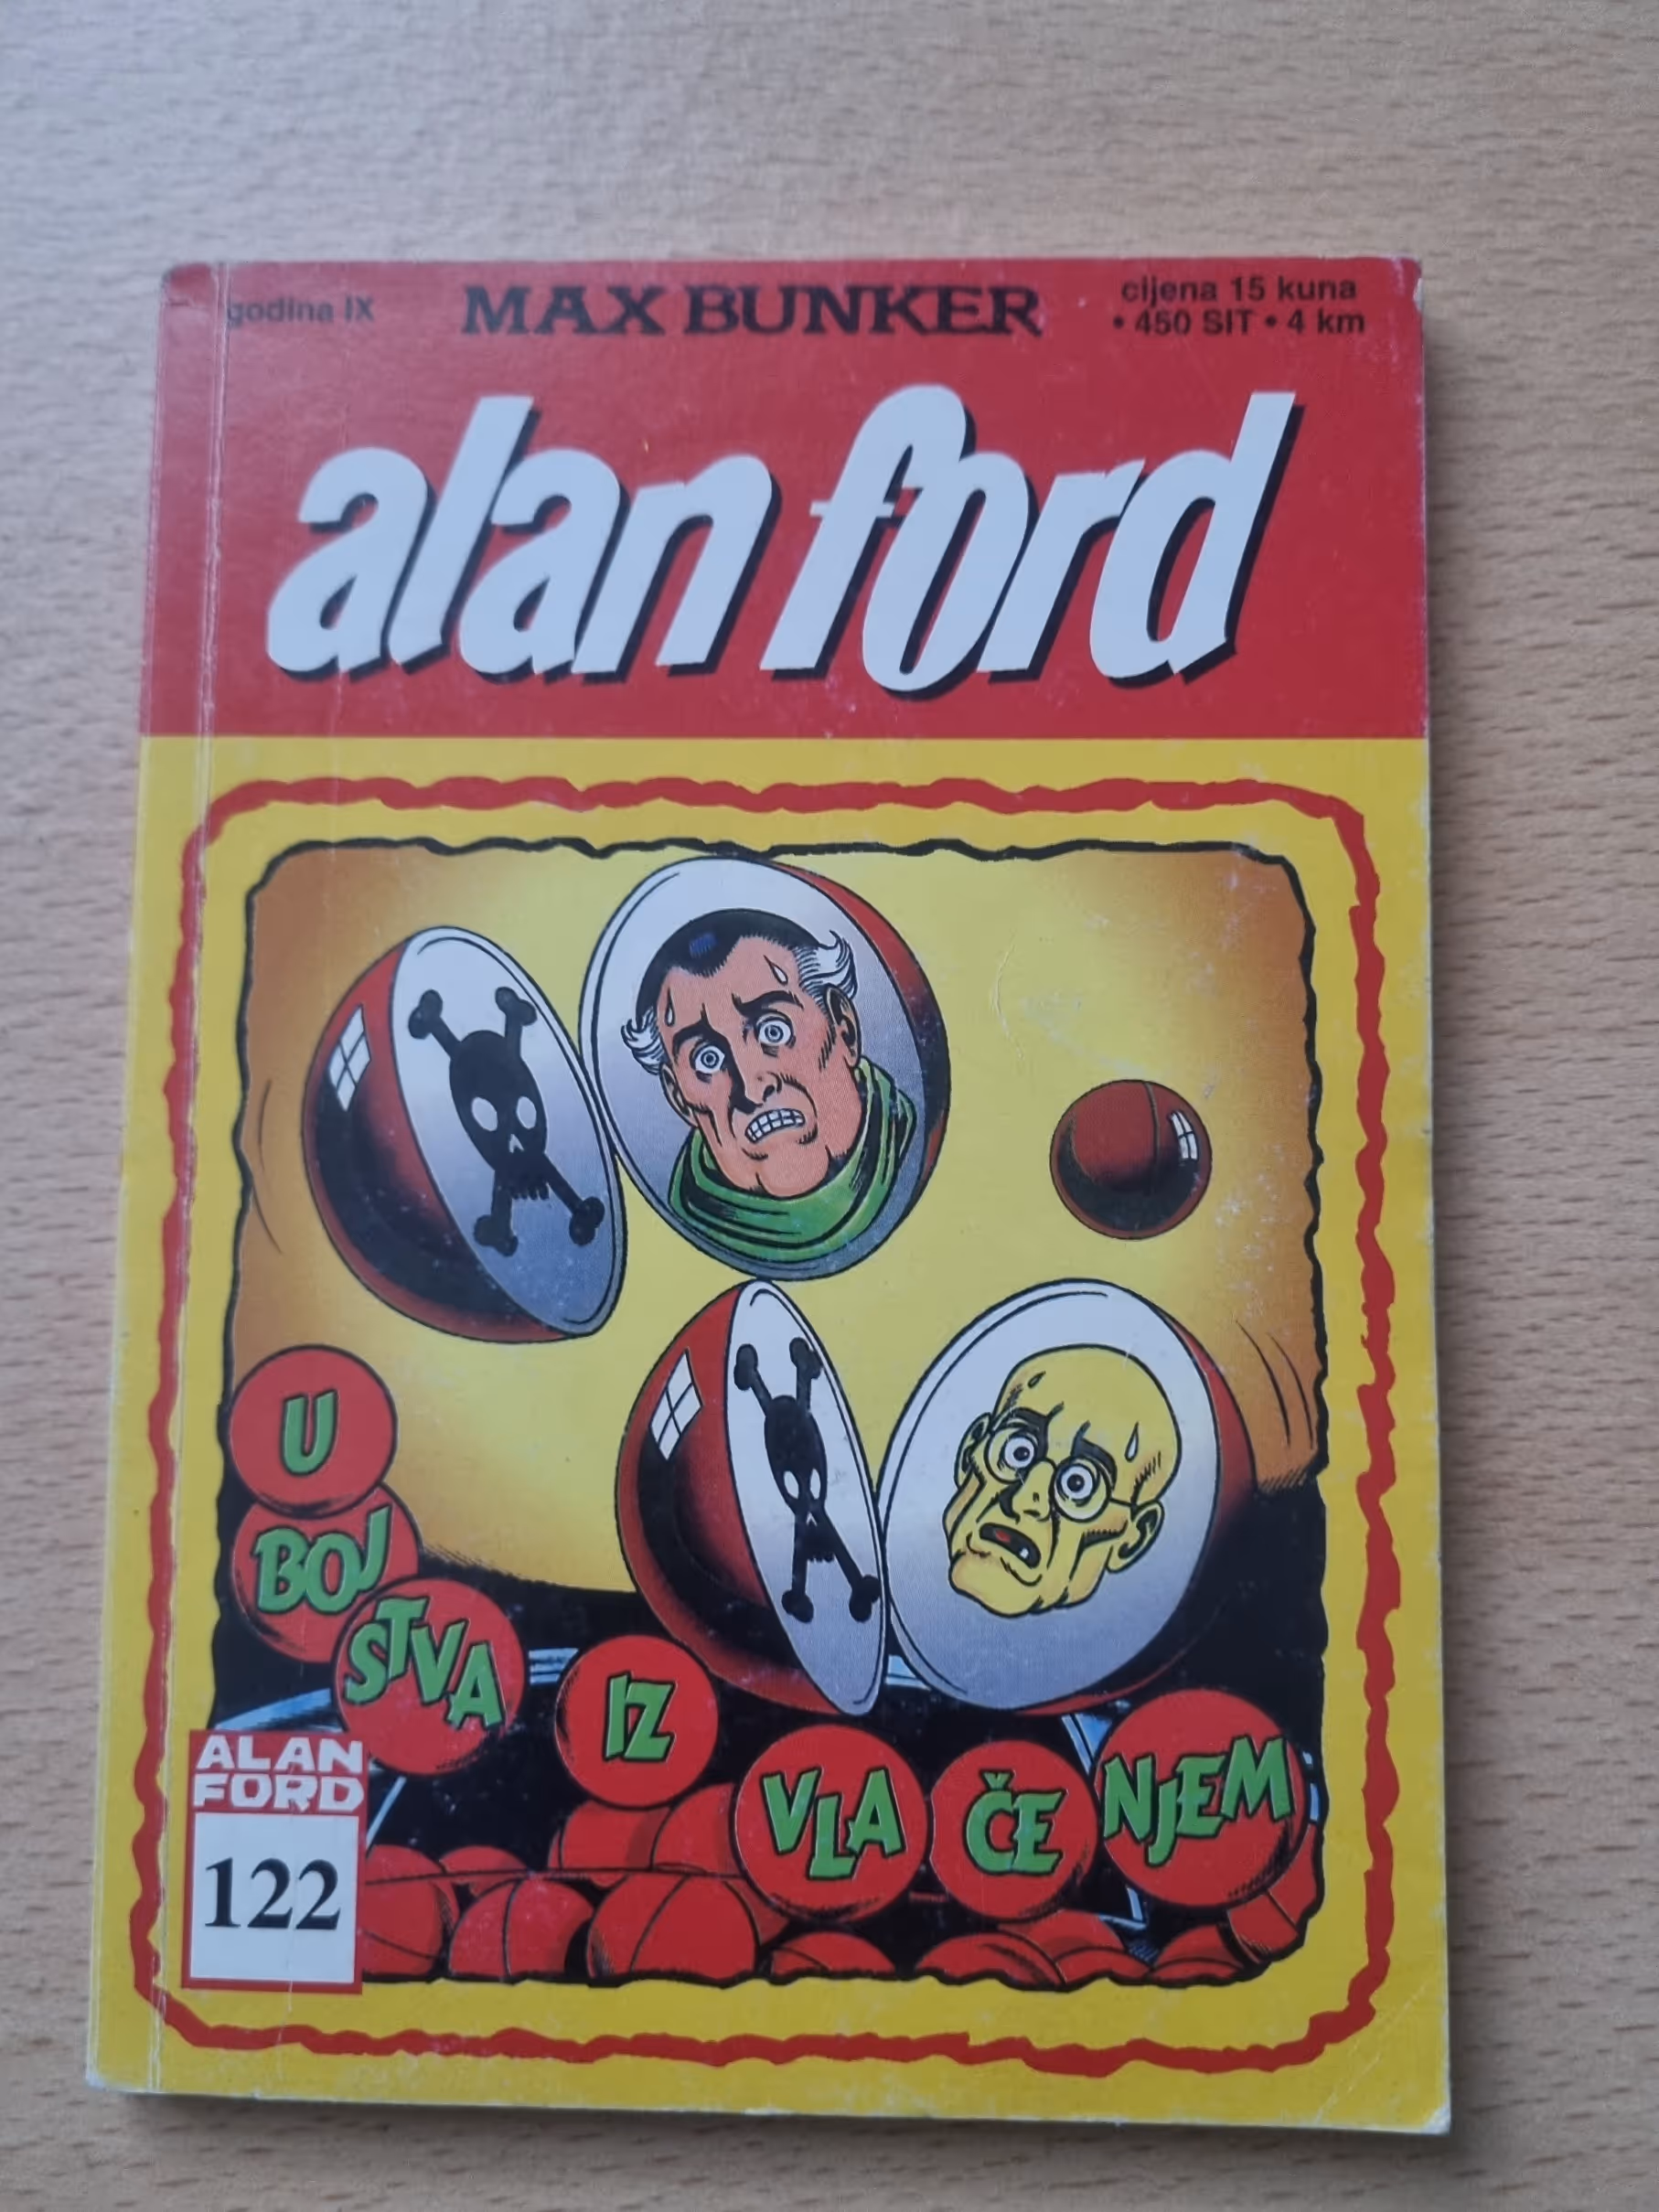 godina IX
MAX BUNKER
cijena 15 kuna
• 450 SIT • 4 km
alan ford
U
BOJ
STVA
IZ
VLA
ČE
NJEM
ALAN
FORD
122